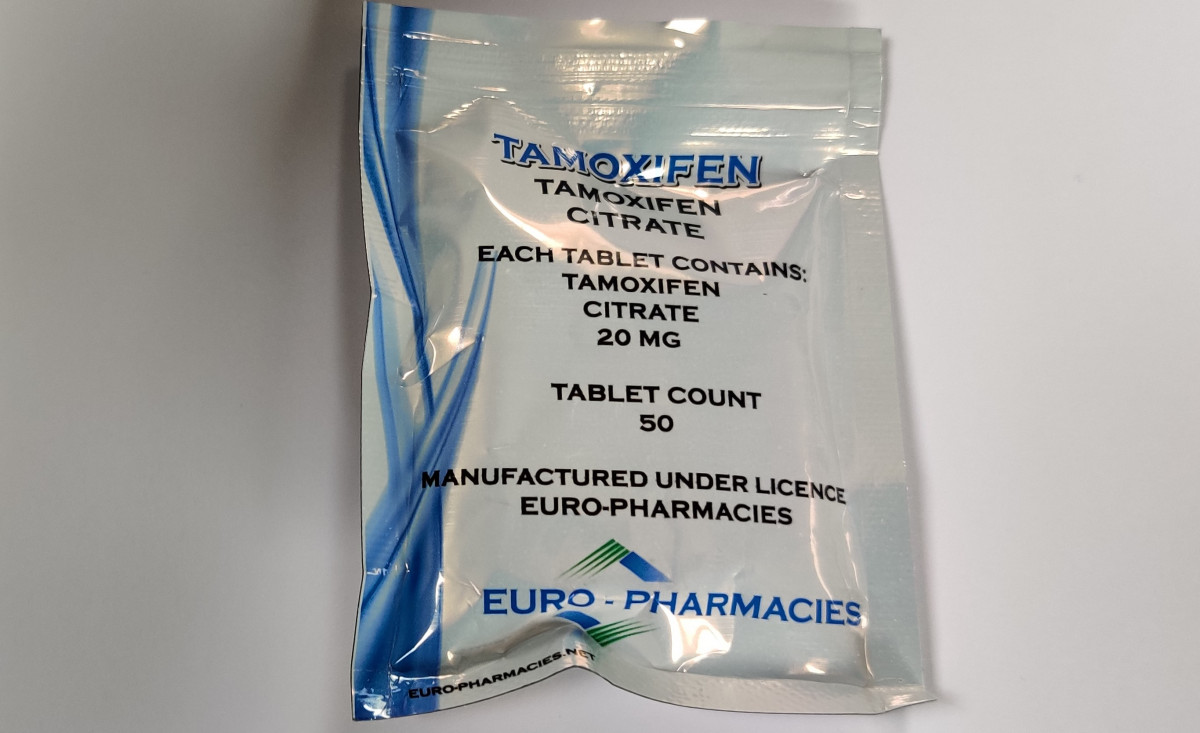 TAMOXIFEN
TAMOXIFEN
CITRATE
EACH TABLET CONTAINS:
TAMOXIFEN
CITRATE
20 MG
TABLET COUNT
50
MANUFACTURED UNDER LICENCE
EURO-PHARMACIES
EURO - PHARMACIES
EURO-PHARMACIES.NET